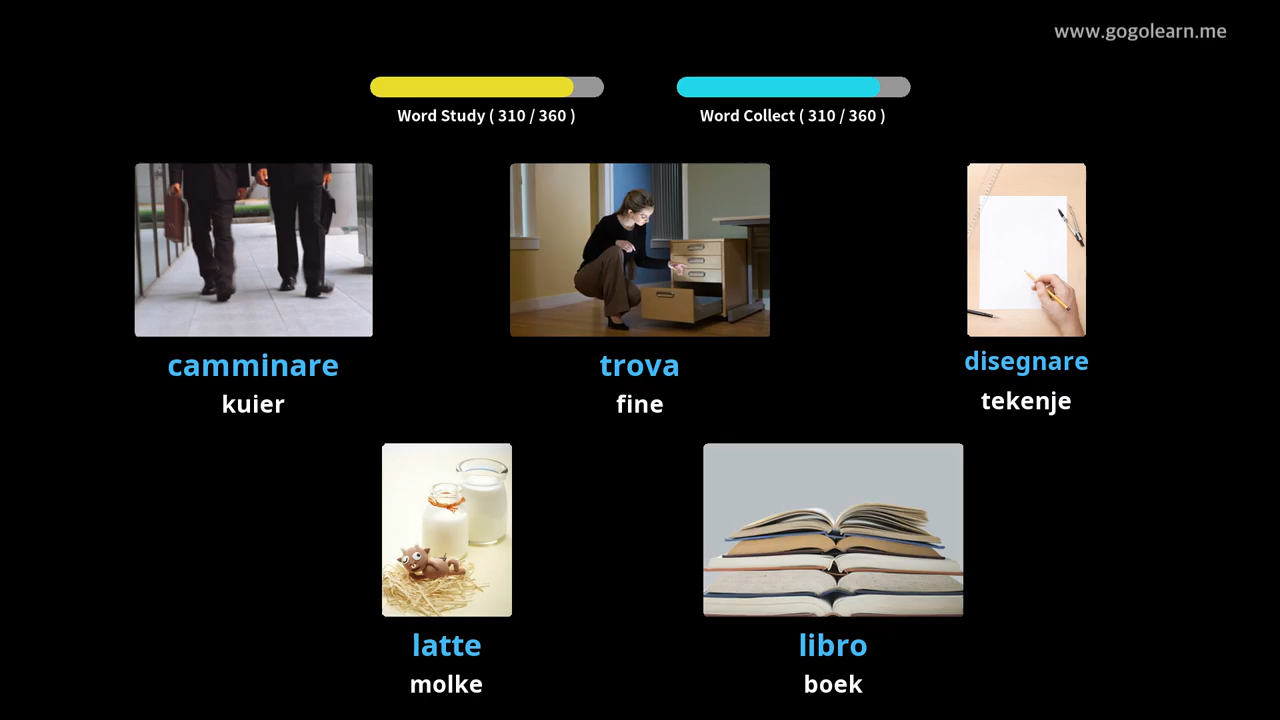 www.gogolearn.me
Word Study ( 310 / 360 )
Word Collect ( 310 / 360 )
camminare
kuier
trova
fine
disegnare
tekenje
latte
molke
libro
boek